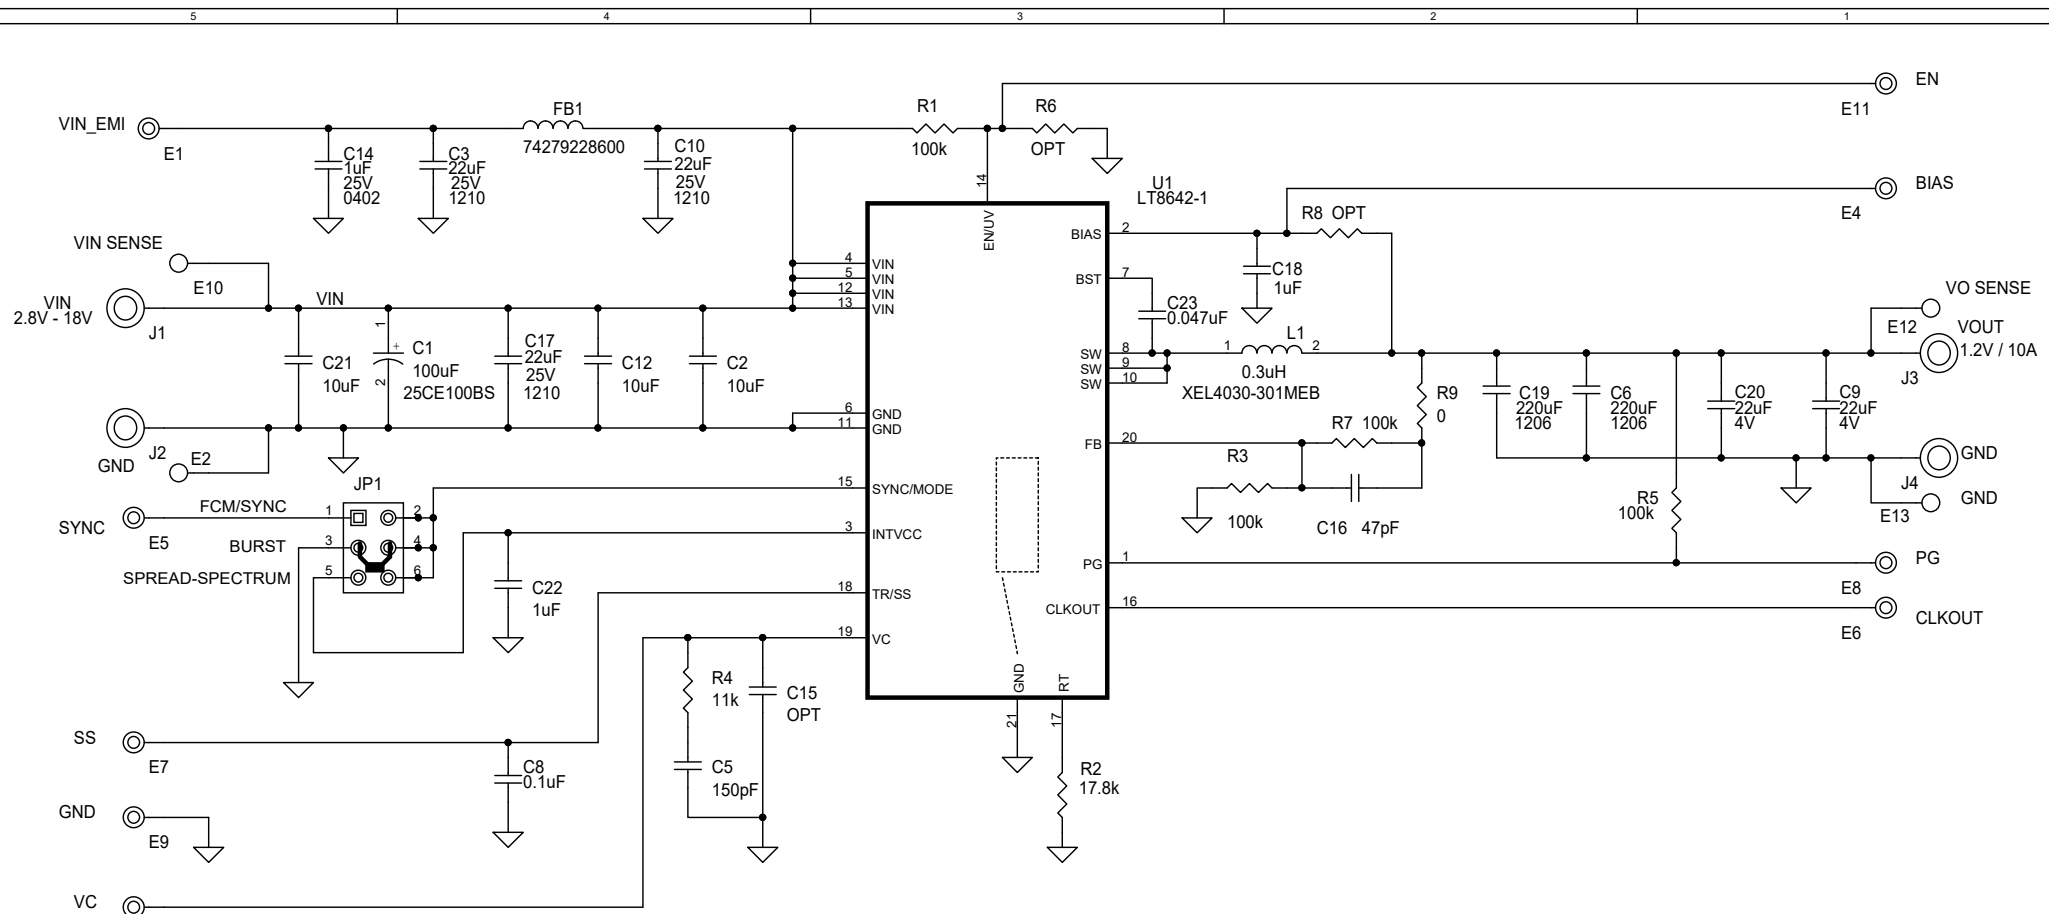 5 4 3 2 1
EN
E11
VIN_EMI
E1
C14
1uF
25V
0402
C3
22uF
25V
1210
FB1
74279228600
C10
22uF
25V
1210
R1
100k
R6
OPT
14
U1
LT8642-1
BIAS
E4
VIN SENSE
E10
VIN
2.8V - 18V
J1
VIN
C21
10uF
1
+
2
C1
100uF
25CE100BS
C17
22uF
25V
1210
C12
10uF
C2
10uF
4
5
12
13
VIN
VIN
VIN
VIN
EN/UV
6
11
GND
GND
J2
GND
E2
JP1
FCM/SYNC
1
2
SYNC
E5
BURST
3
4
SPREAD-SPECTRUM
5
6
15
SYNC/MODE
3
INTVCC
C22
1uF
18
TR/SS
19
VC
R4
11k
C15
OPT
C5
150pF
SS
E7
C8
0.1uF
GND
E9
VC
GND
21
RT
17
R2
17.8k
BIAS
2
R8 OPT
C18
1uF
BST
7
C23
0.047uF
SW
8
SW
9
SW
10
1
L1
2
0.3uH
XEL4030-301MEB
R9
0
FB
20
R7 100k
R3
100k
C16 47pF
C19
220uF
1206
C6
220uF
1206
R5
100k
C20
22uF
4V
C9
22uF
4V
VO SENSE
E12
VOUT
1.2V / 10A
J3
GND
J4
GND
E13
PG
1
PG
E8
CLKOUT
16
CLKOUT
E6